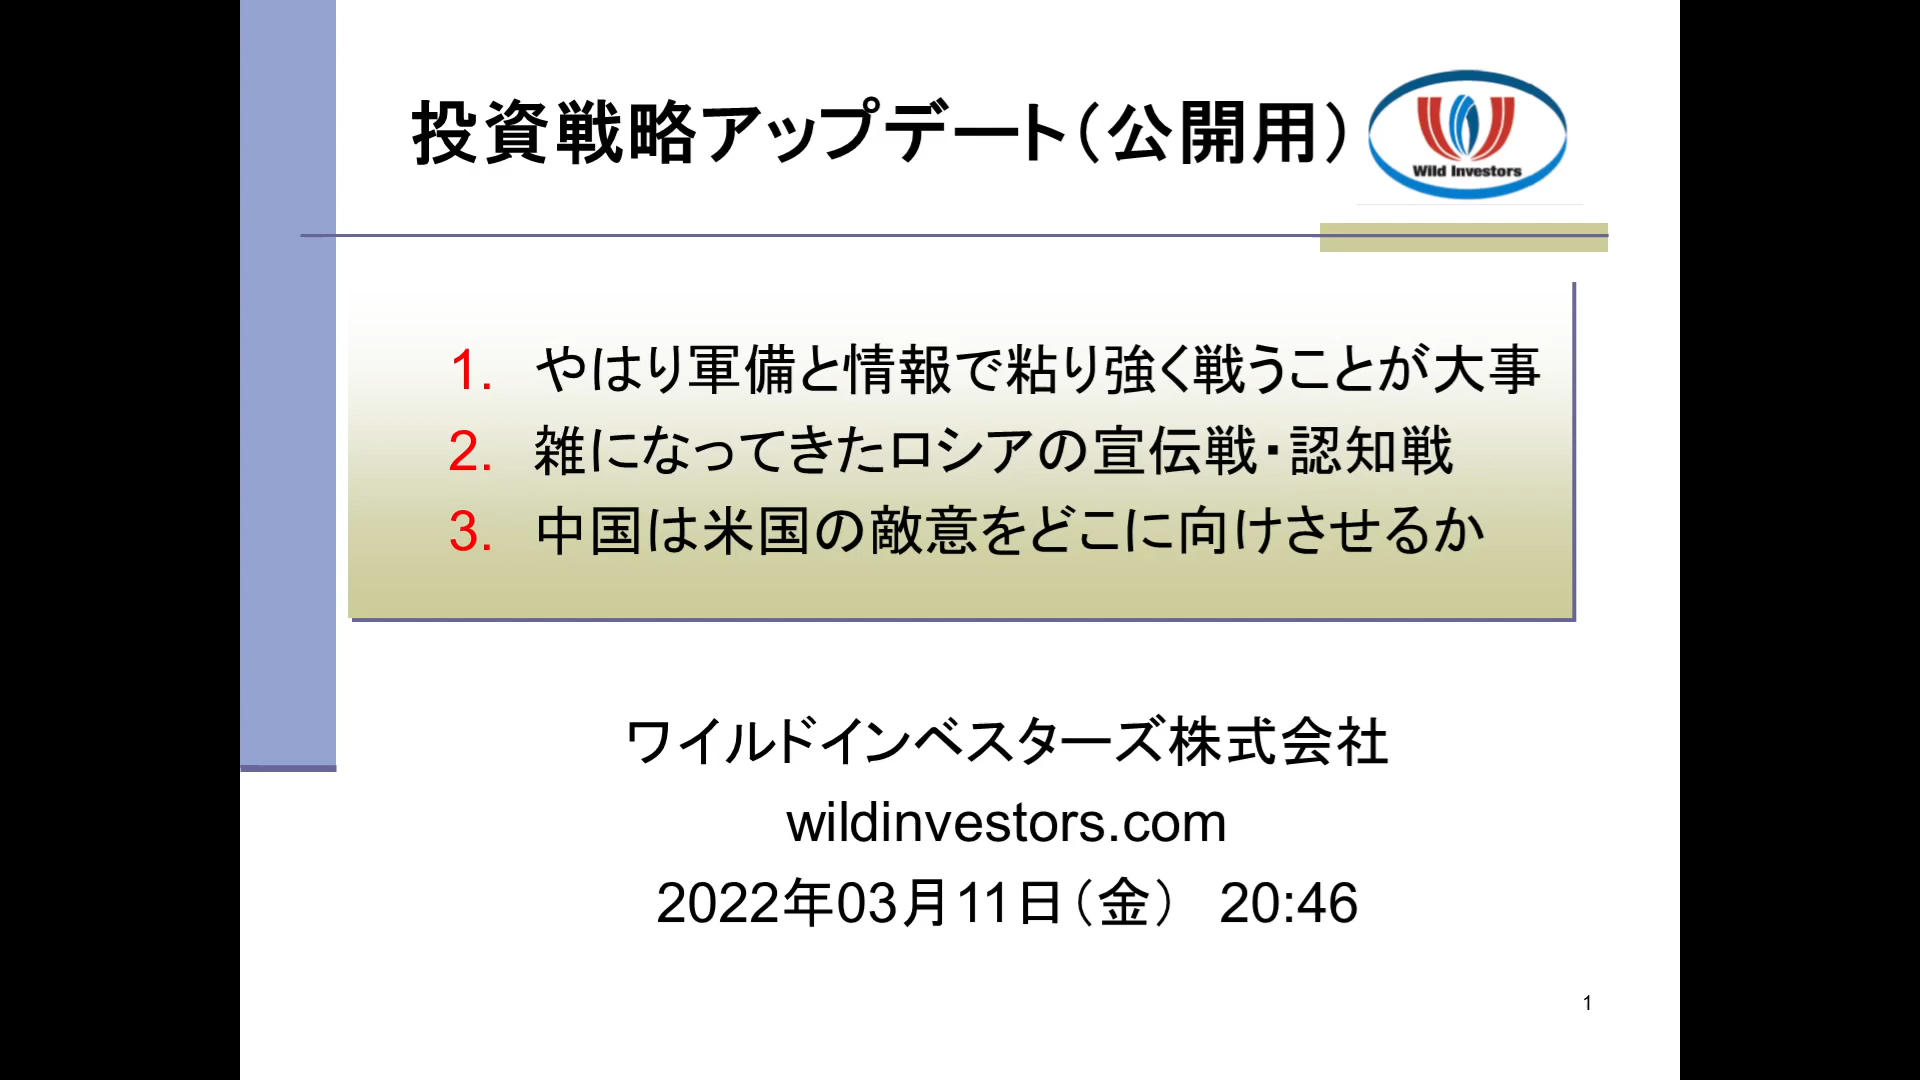 投資戦略アップデート（公開用）
Wild Investors
1. やはり軍備と情報で粘り強く戦うことが大事
2. 雑になってきたロシアの宣伝戦・認知戦
3. 中国は米国の敵意をどこに向けさせるか
ワイルドインベスターズ株式会社
wildinvestors.com
2022年03月11日（金） 20:46
1